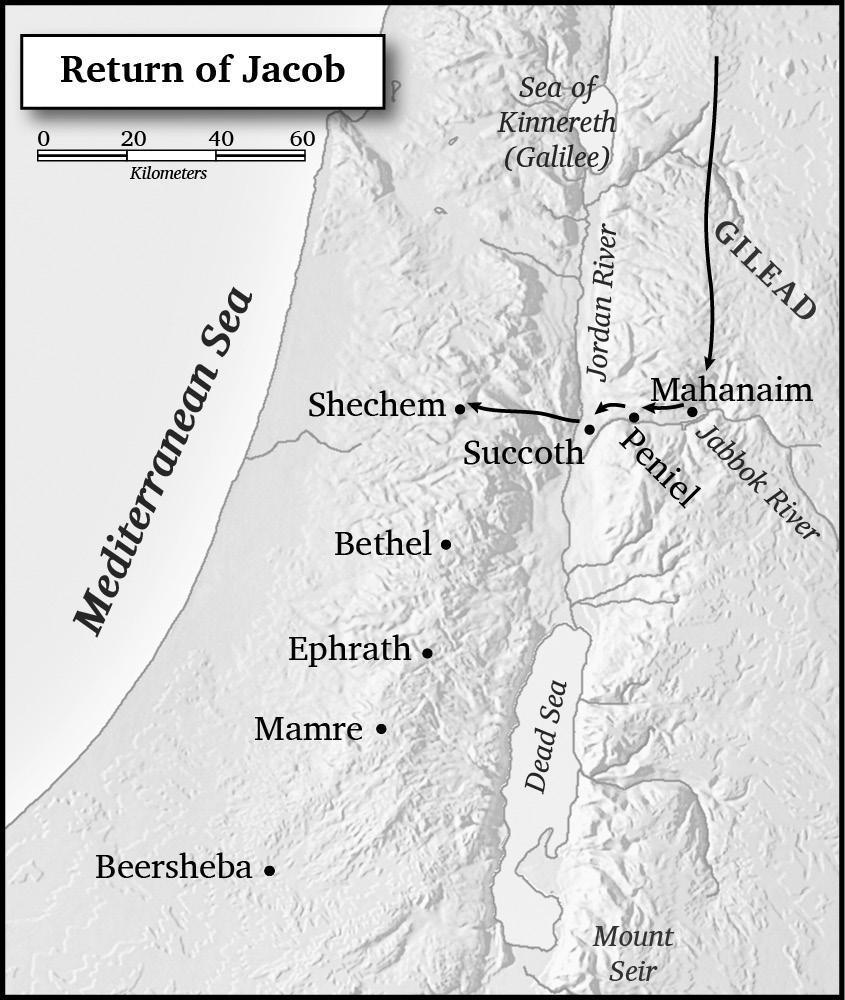 Return of Jacob
0 20 40 60
Kilometers
Sea of
Kinnereth
(Galilee)
GILEAD
Jordan River
Mediterranean Sea
Mahanaim
Shechem
Succoth
Peniel
Jabbok River
Bethel
Ephrath
Mamre
Dead Sea
Beersheba
Mount
Seir